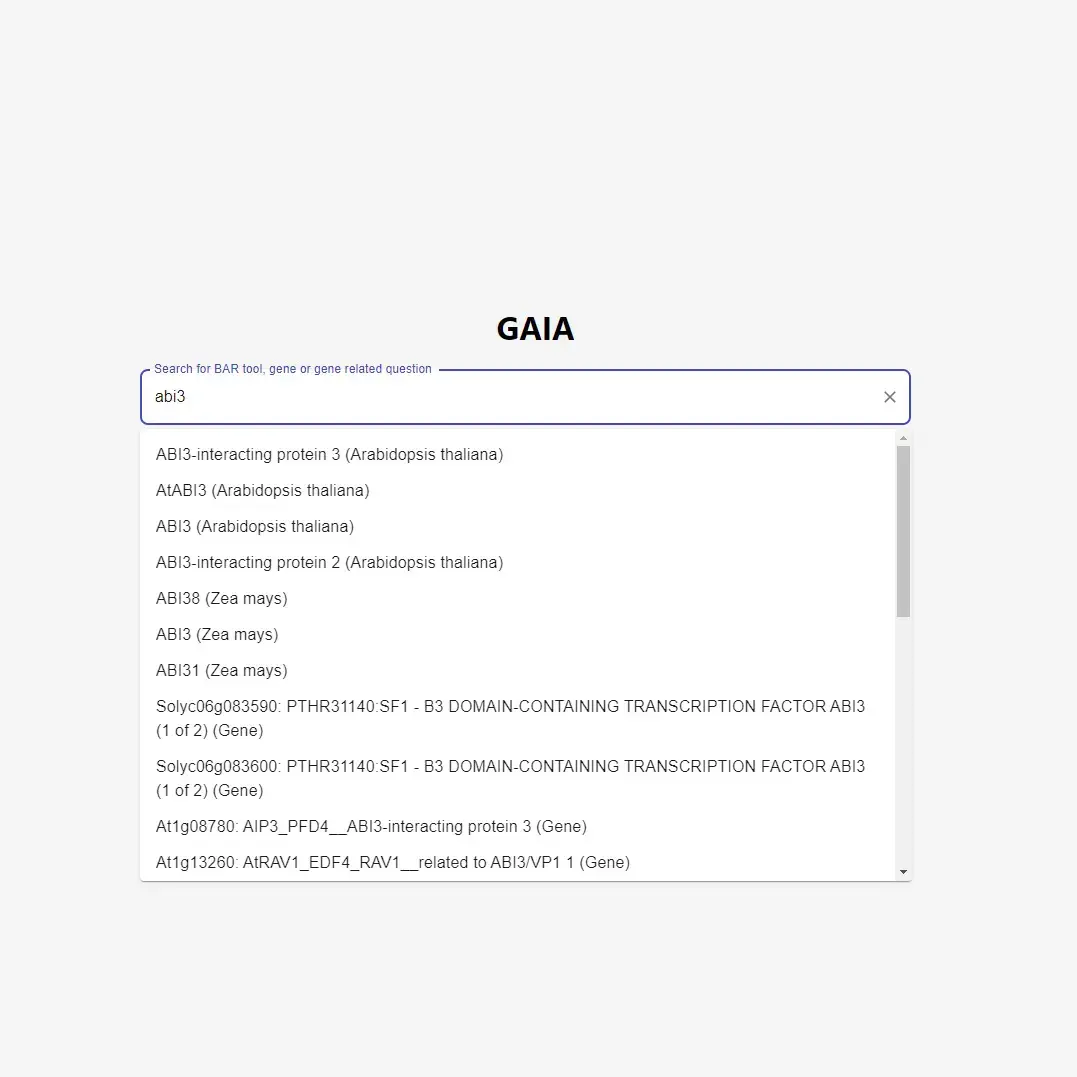 GAIA
Search for BAR tool, gene or gene related question
abi3
ABI3-interacting protein 3 (Arabidopsis thaliana)
AtABI3 (Arabidopsis thaliana)
ABI3 (Arabidopsis thaliana)
ABI3-interacting protein 2 (Arabidopsis thaliana)
ABI38 (Zea mays)
ABI3 (Zea mays)
ABI31 (Zea mays)
Solyc06g083590: PTHR31140:SF1 - B3 DOMAIN-CONTAINING TRANSCRIPTION FACTOR ABI3
(1 of 2) (Gene)
Solyc06g083600: PTHR31140:SF1 - B3 DOMAIN-CONTAINING TRANSCRIPTION FACTOR ABI3
(1 of 2) (Gene)
At1g08780: AIP3_PFD4__ABI3-interacting protein 3 (Gene)
At1g13260: AtRAV1_EDF4_RAV1__related to ABI3/VP1 1 (Gene)